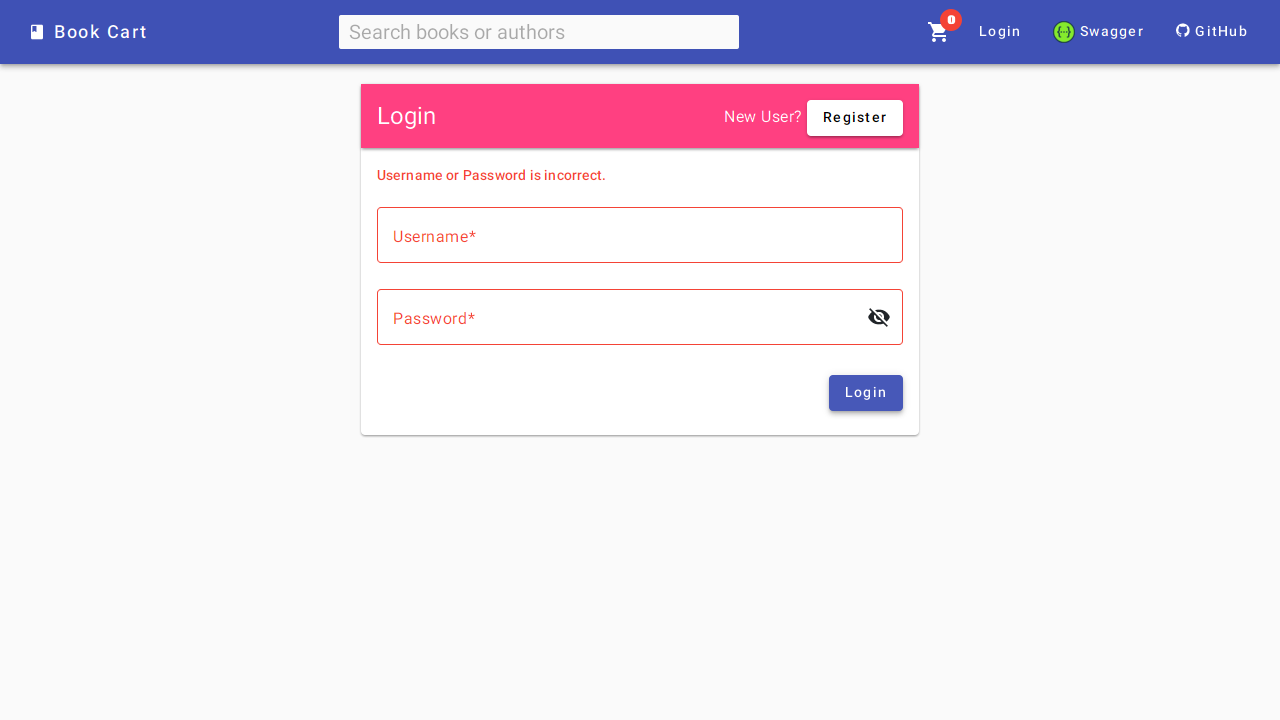 Book Cart
Search books or authors
0
Login
Swagger
GitHub
Login
New User?
Register
Username or Password is incorrect.
Username*
Password*
Login